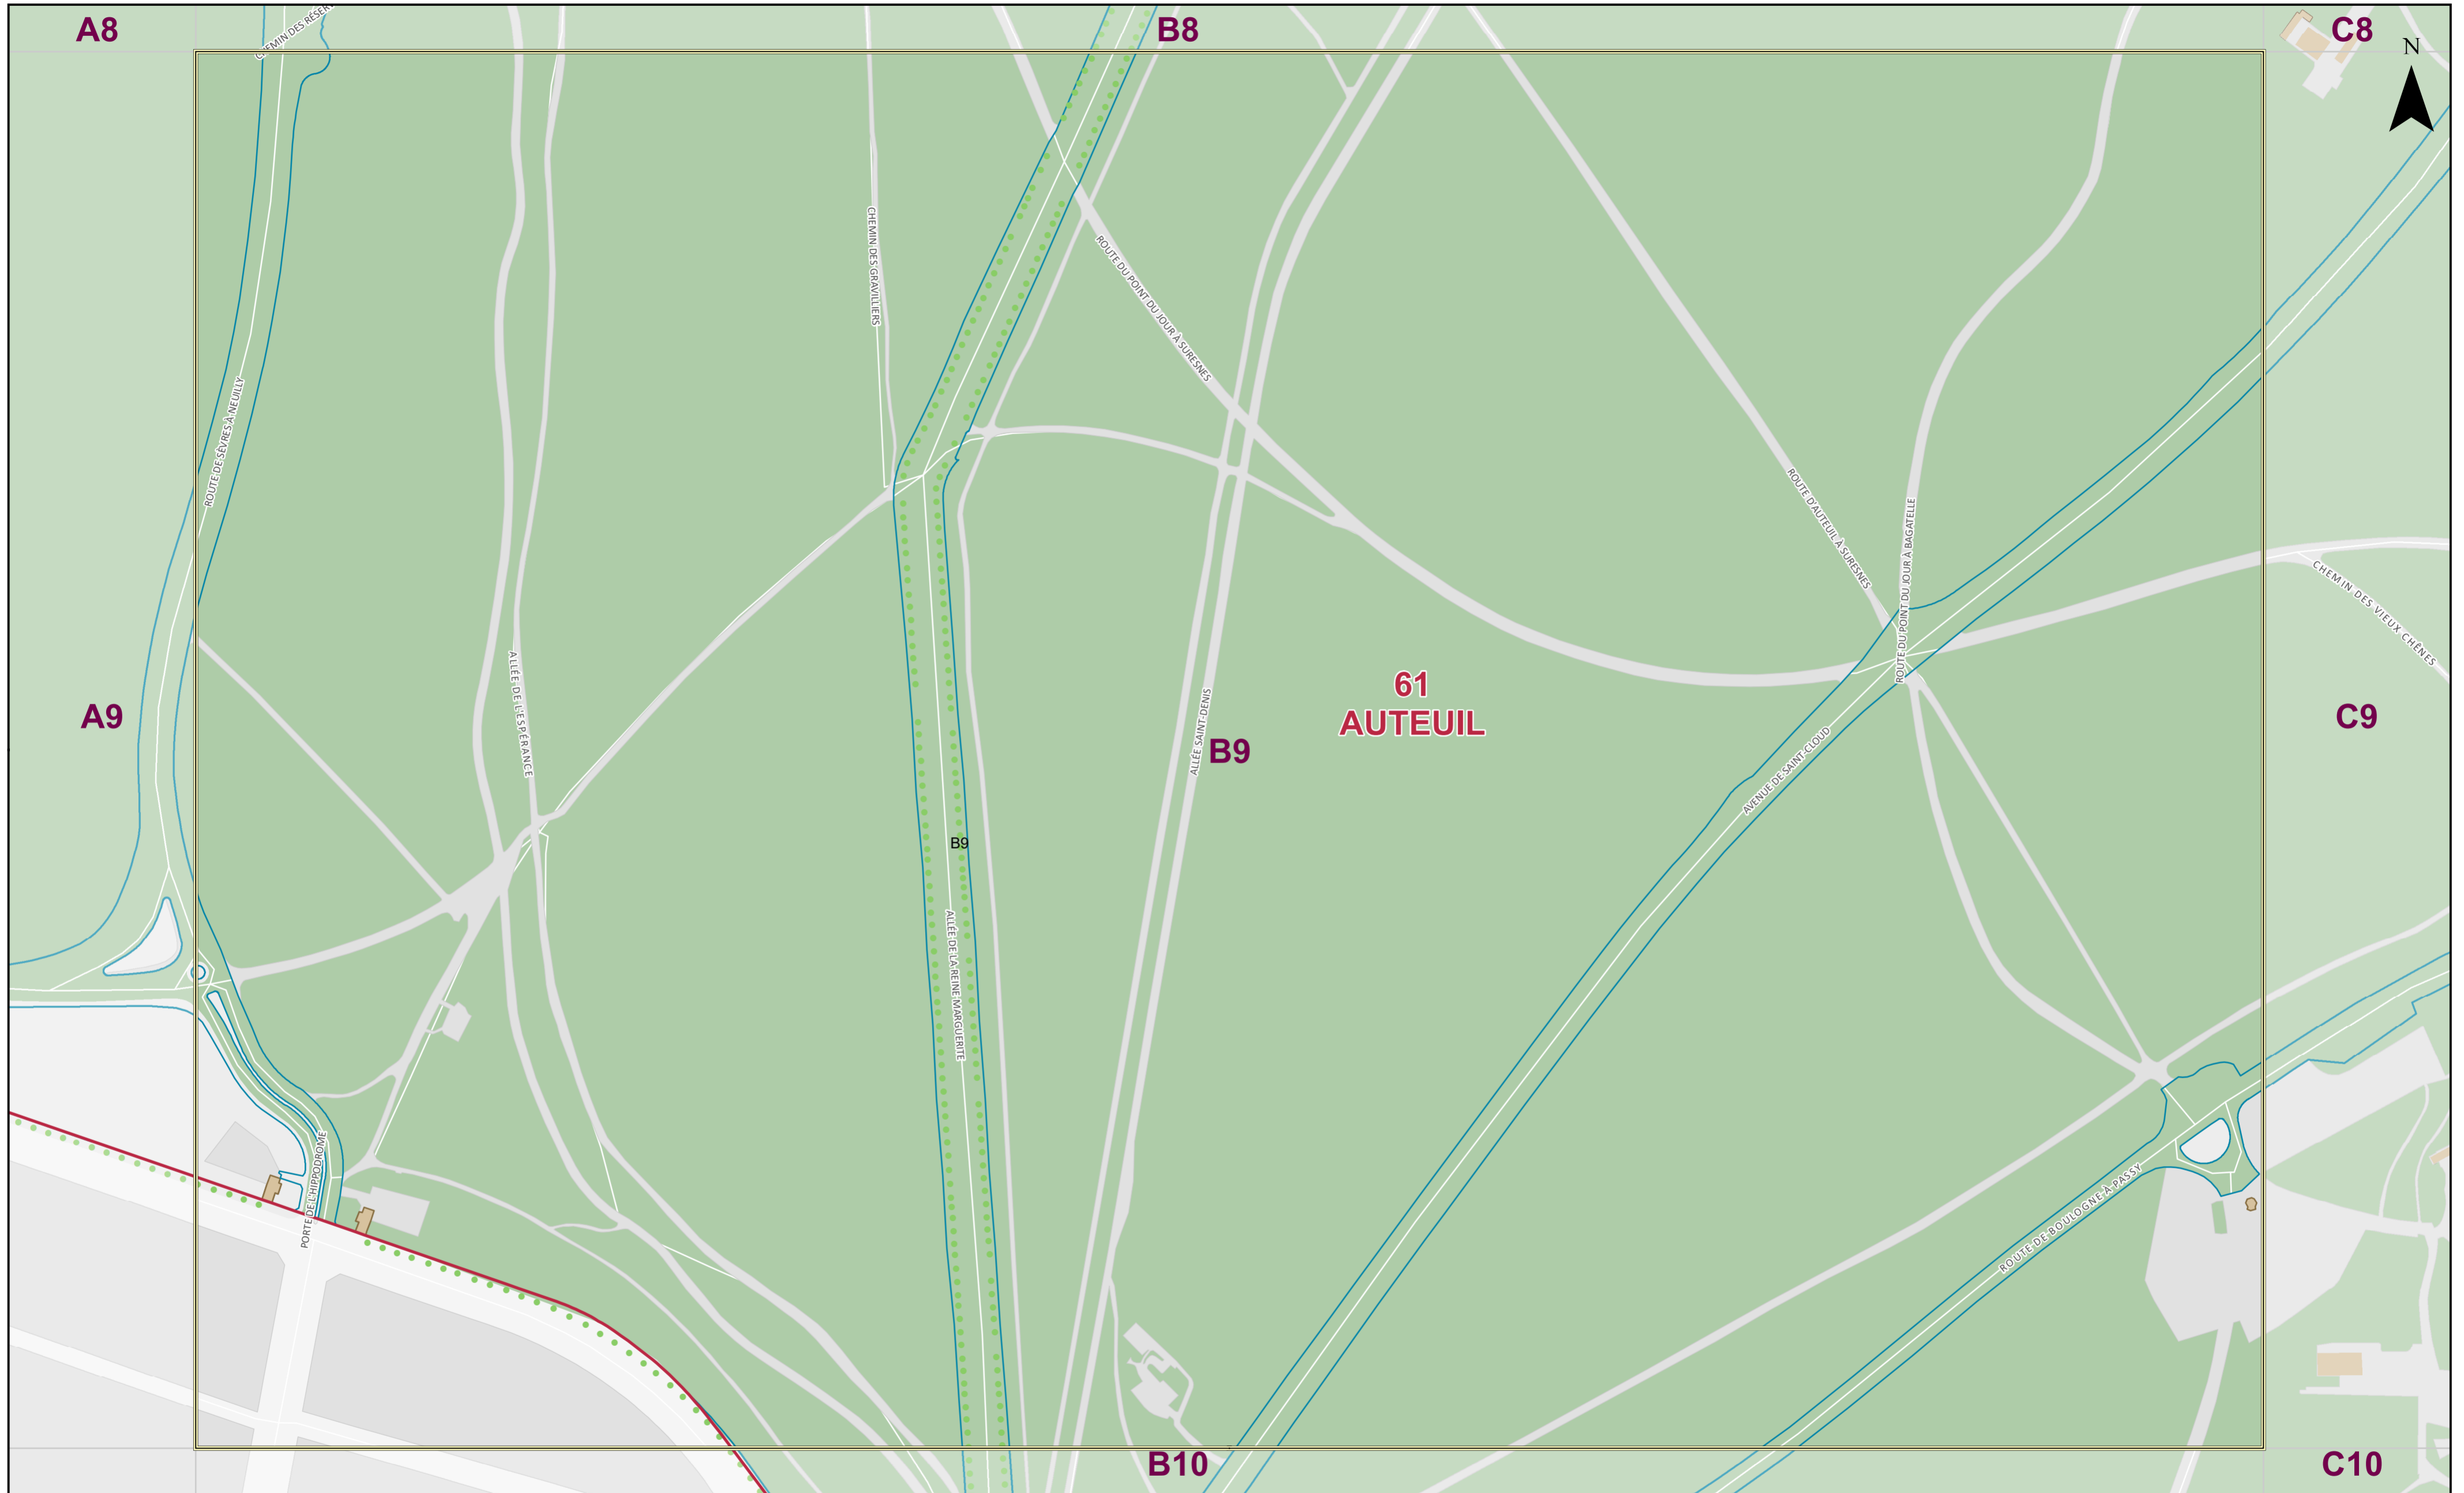 A8
CHEMIN DES RÉSERV
B8
C8
N
CHEMIN DES GRAVILLIERS
ROUTE DU POINT DU JOUR À SURESNES
ROUTE DE SÈVRES À NEUILLY
ROUTE D'AUTEUIL À SURESNES
ROUTE DU POINT DU JOUR À BAGATELLE
CHEMIN DES VIEUX CHÊNES
ALLÉE DE L'ESPÉRANCE
61
AUTEUIL
A9
ALLÉE SAINT-DENIS
B9
C9
AVENUE DE SAINT-CLOUD
B9
ALLÉE DE LA REINE MARGUERITE
PORTE DE L'HIPPODROME
ROUTE DE BOULOGNE À PASSY
B10
C10